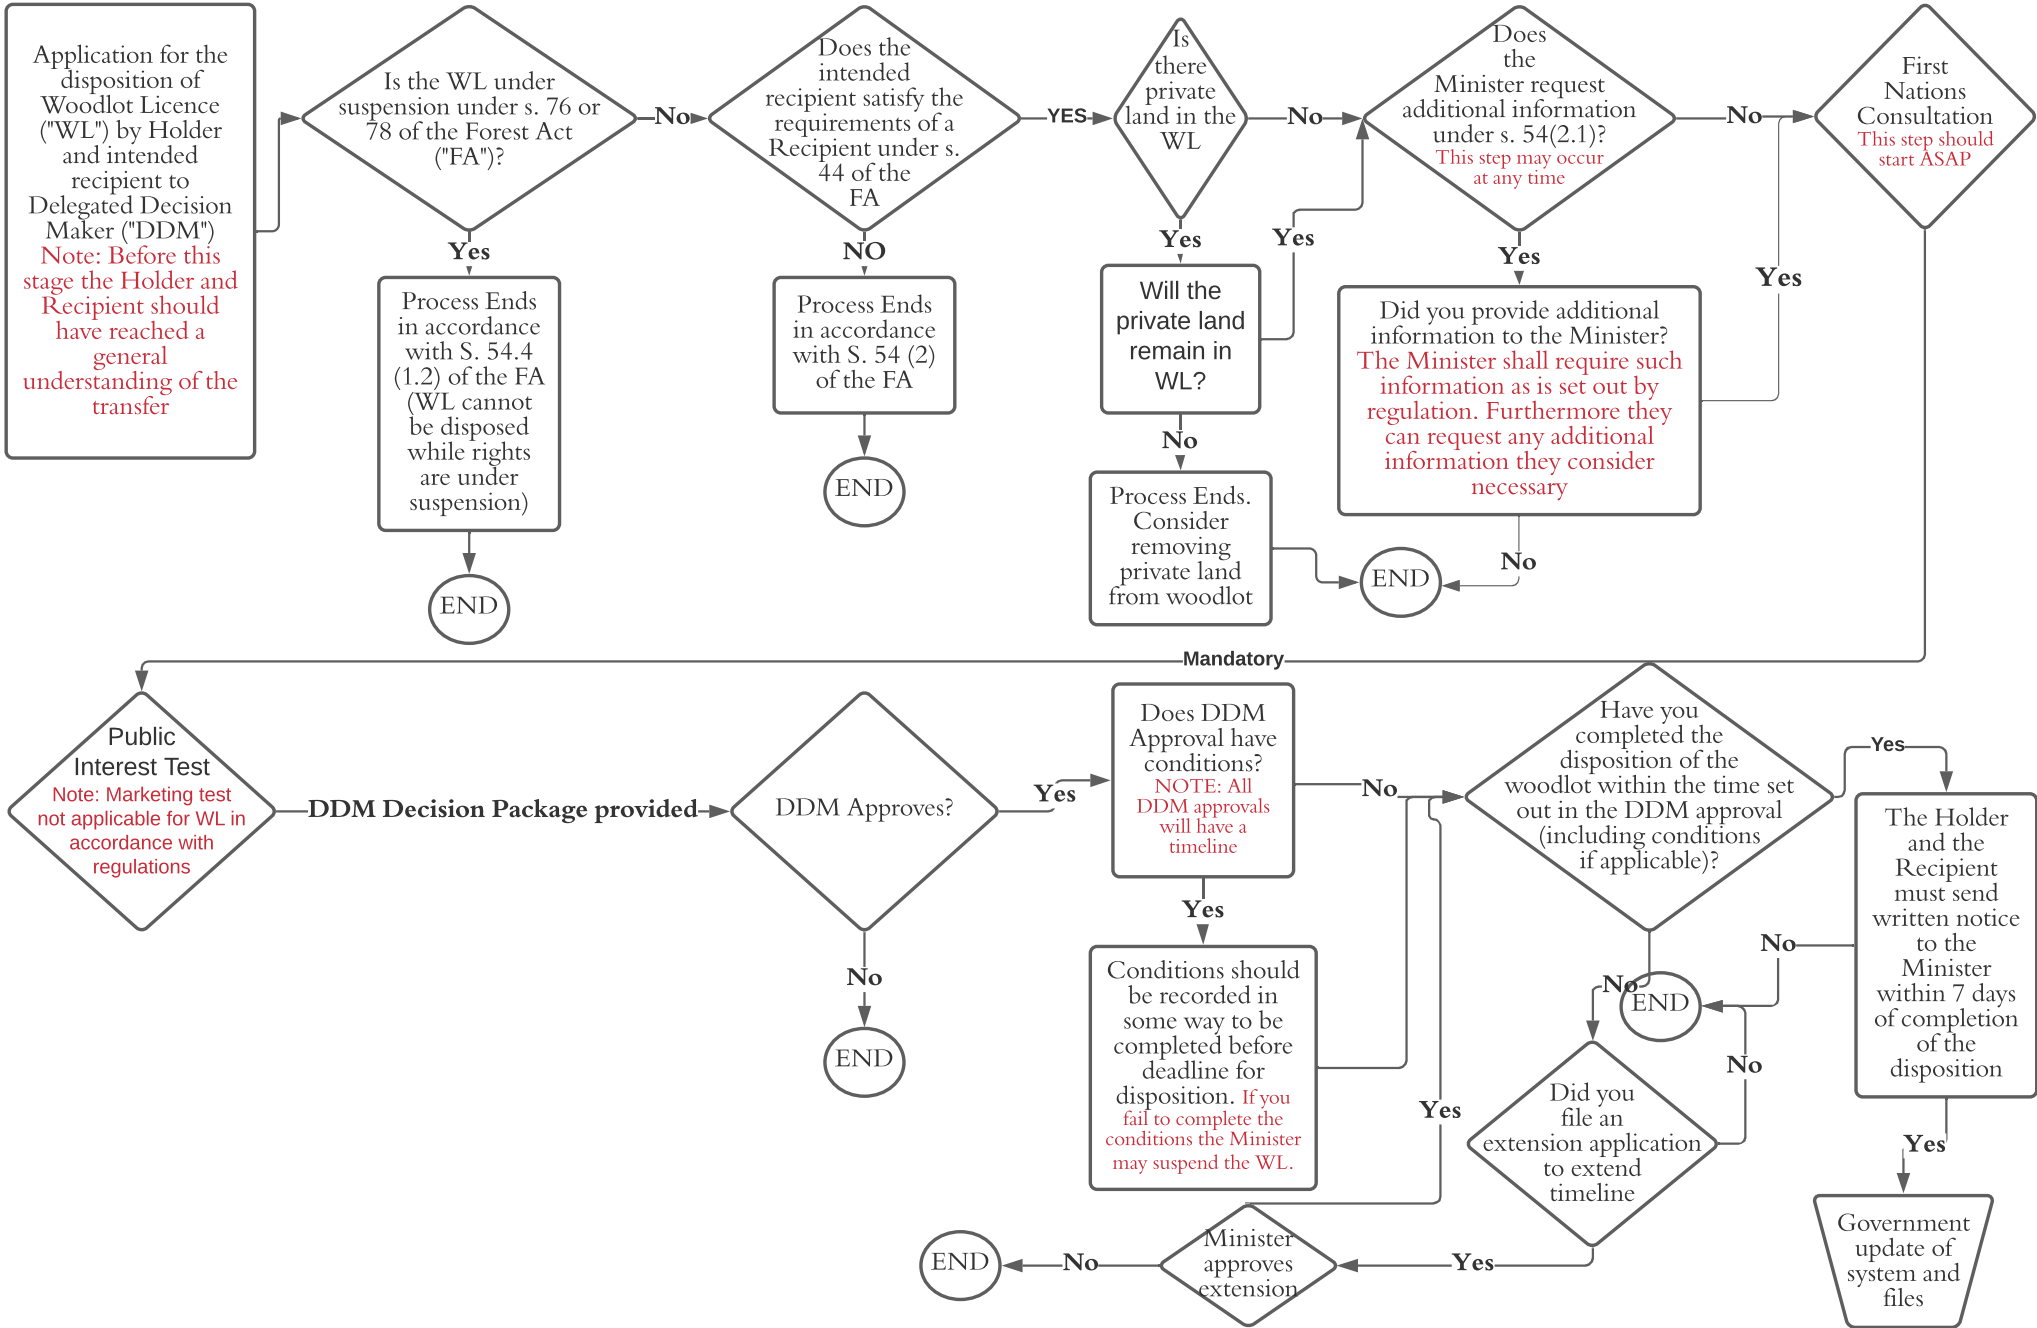 Application for the
disposition of
Woodlot Licence
("WL") by Holder
and intended
recipient to
Delegated Decision
Maker ("DDM")
Note: Before this
stage the Holder and
Recipient should
have reached a
general
understanding of the
transfer
Is the WL under
suspension under s. 76 or
78 of the Forest Act
("FA")?
No
Yes
Process Ends
in accordance
with S. 54.4
(1.2) of the FA
(WL cannot
be disposed
while rights
are under
suspension)
END
Does the
intended
recipient satisfy the
requirements of a
Recipient under s.
44 of the
FA
YES
NO
Process Ends
in accordance
with S. 54 (2)
of the FA
END
Is
there
private
land in the
WL
No
Yes
Will the
private land
remain in
WL?
Yes
No
Process Ends.
Consider
removing
private land
from woodlot
END
Does
the
Minister request
additional information
under s. 54(2.1)?
This step may occur
at any time
No
Yes
Did you provide additional
information to the Minister?
The Minister shall require such
information as is set out by
regulation. Furthermore they
can request any additional
information they consider
necessary
Yes
No
First
Nations
Consultation
This step should
start ASAP
Mandatory
Public
Interest Test
Note: Marketing test
not applicable for WL in
accordance with
regulations
DDM Decision Package provided
DDM Approves?
Yes
No
END
Does DDM
Approval have
conditions?
NOTE: All
DDM approvals
will have a
timeline
No
Yes
Conditions should
be recorded in
some way to be
completed before
deadline for
disposition. If you
fail to complete the
conditions the Minister
may suspend the WL.
Have you
completed the
disposition of the
woodlot within the time set
out in the DDM approval
(including conditions
if applicable)?
Yes
No
END
The Holder
and the
Recipient
must send
written notice
to the
Minister
within 7 days
of completion
of the
disposition
No
Yes
Government
update of
system and
files
Did you
file an
extension application
to extend
timeline
No
Yes
Minister
approves
extension
Yes
No
END